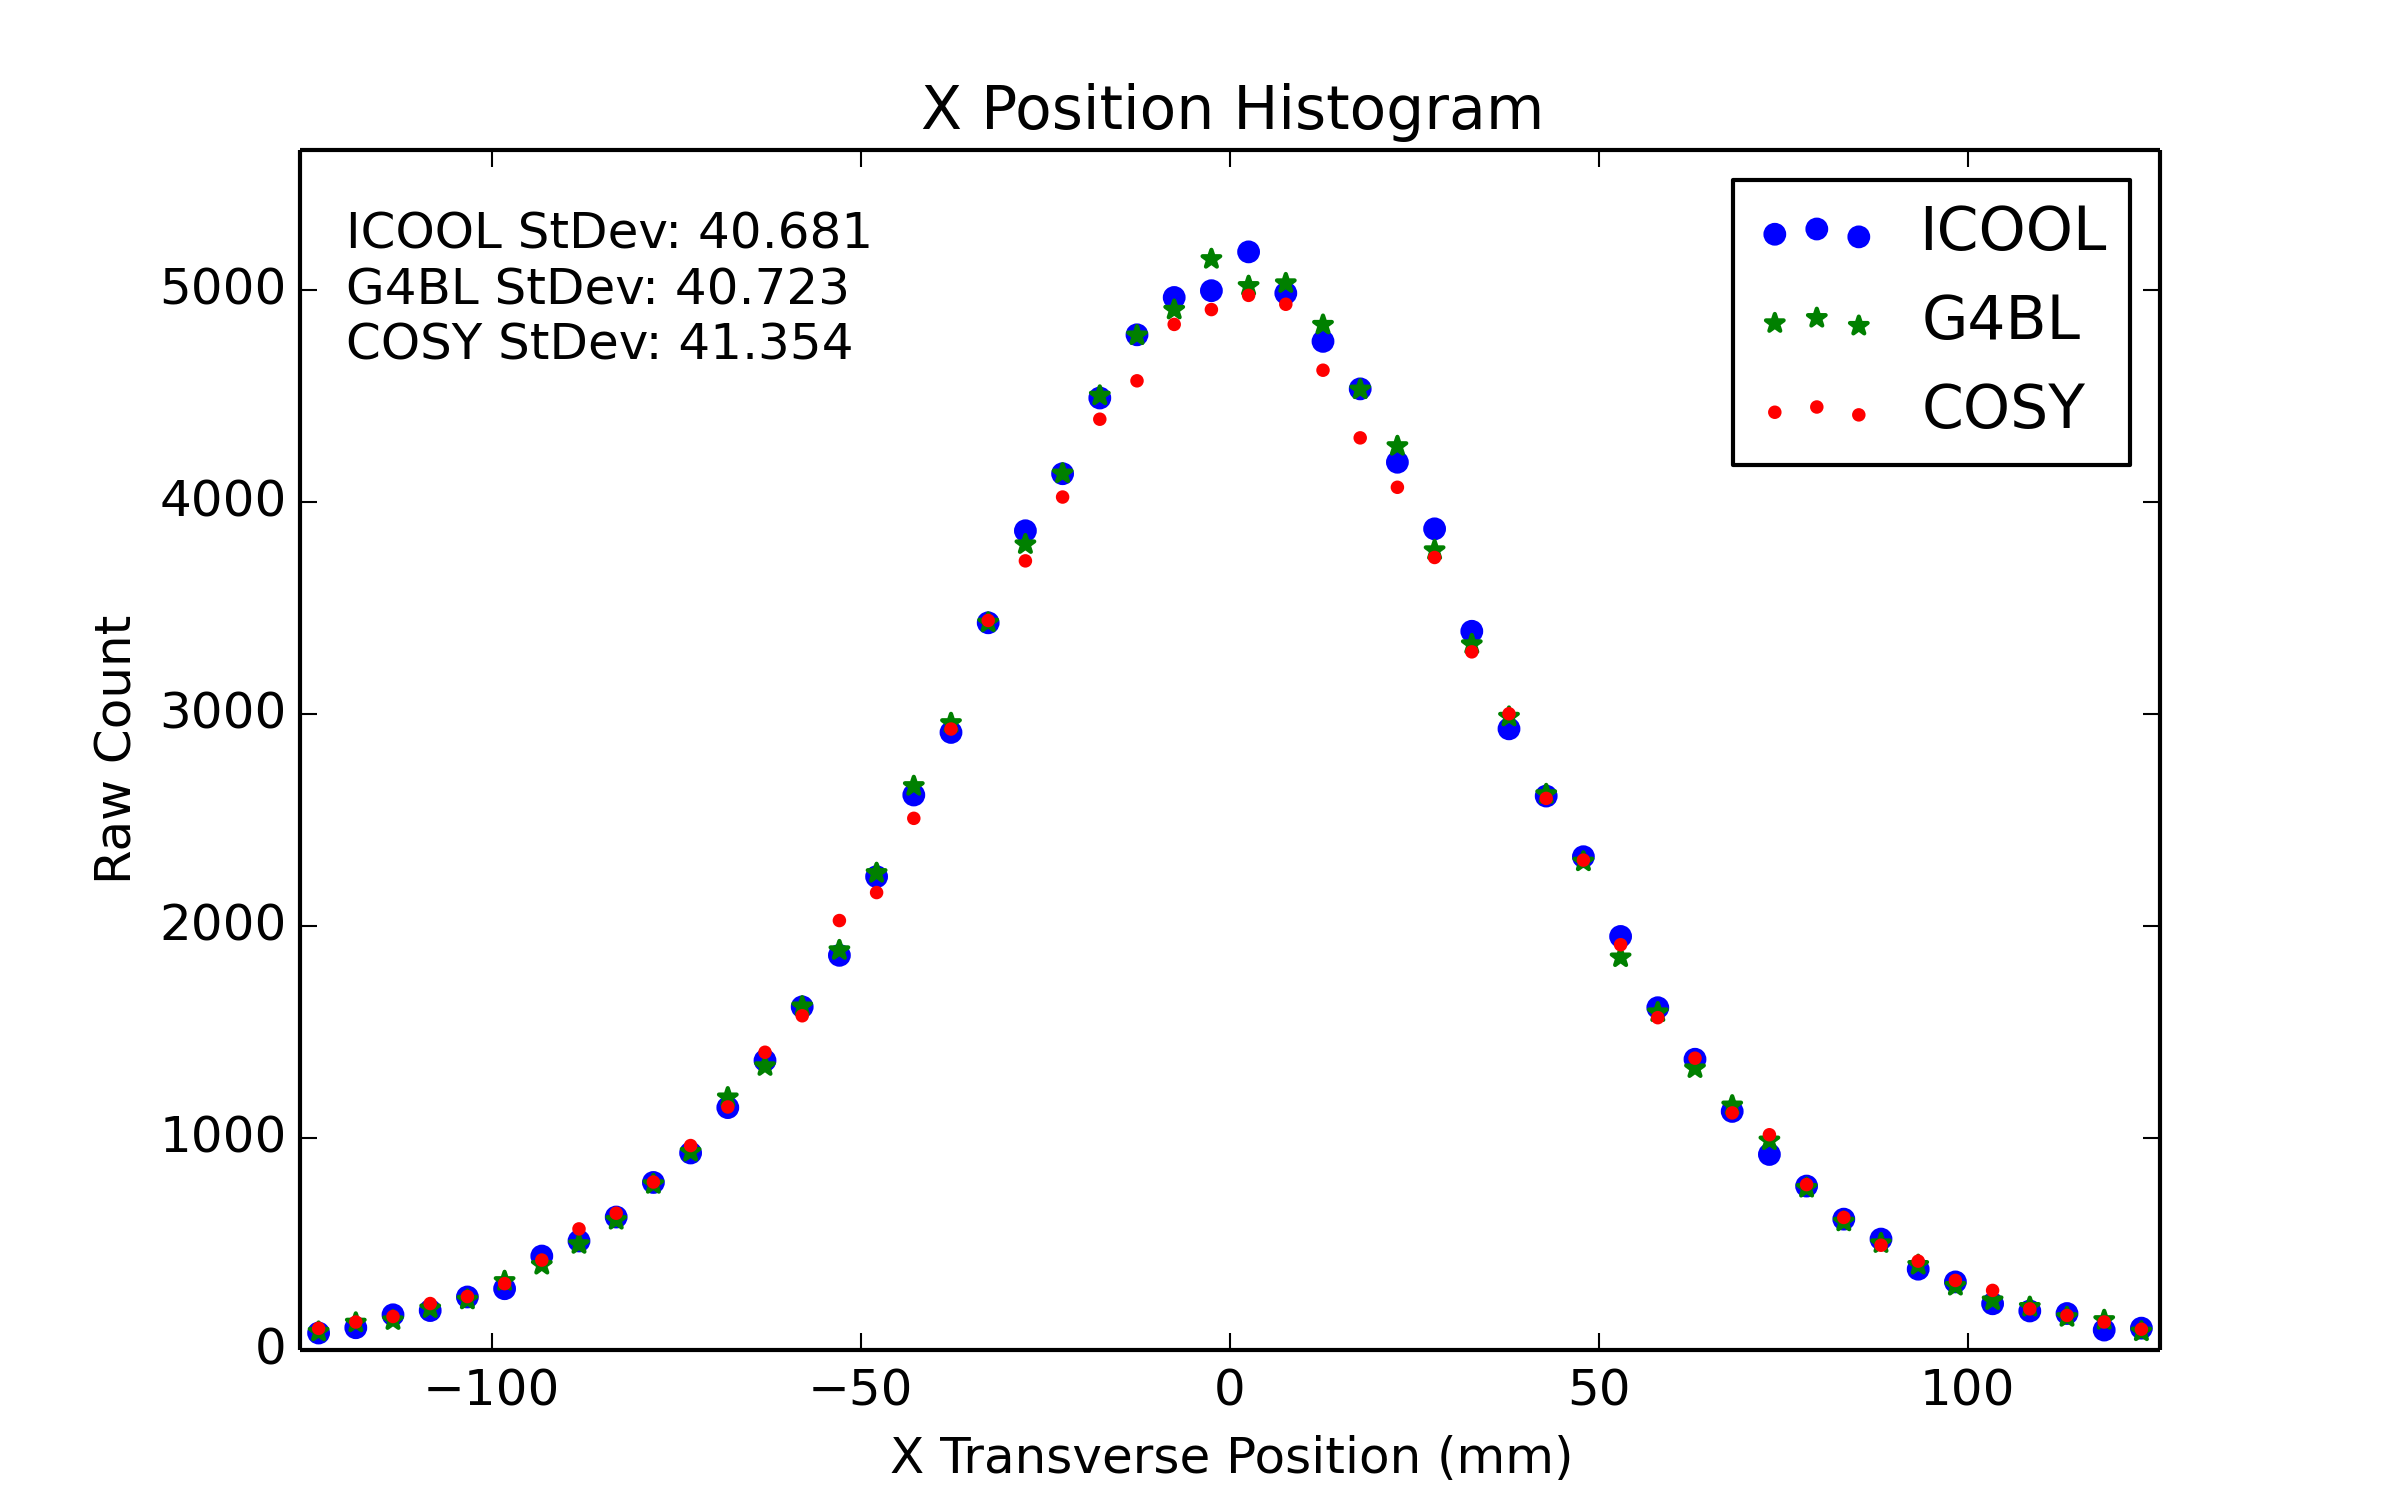 X Position Histogram
ICOOL StDev: 40.681
G4BL StDev: 40.723
COSY StDev: 41.354
ICOOL
G4BL
COSY
Raw Count
5000
4000
3000
2000
1000
0
−100
−50
0
50
100
X Transverse Position (mm)